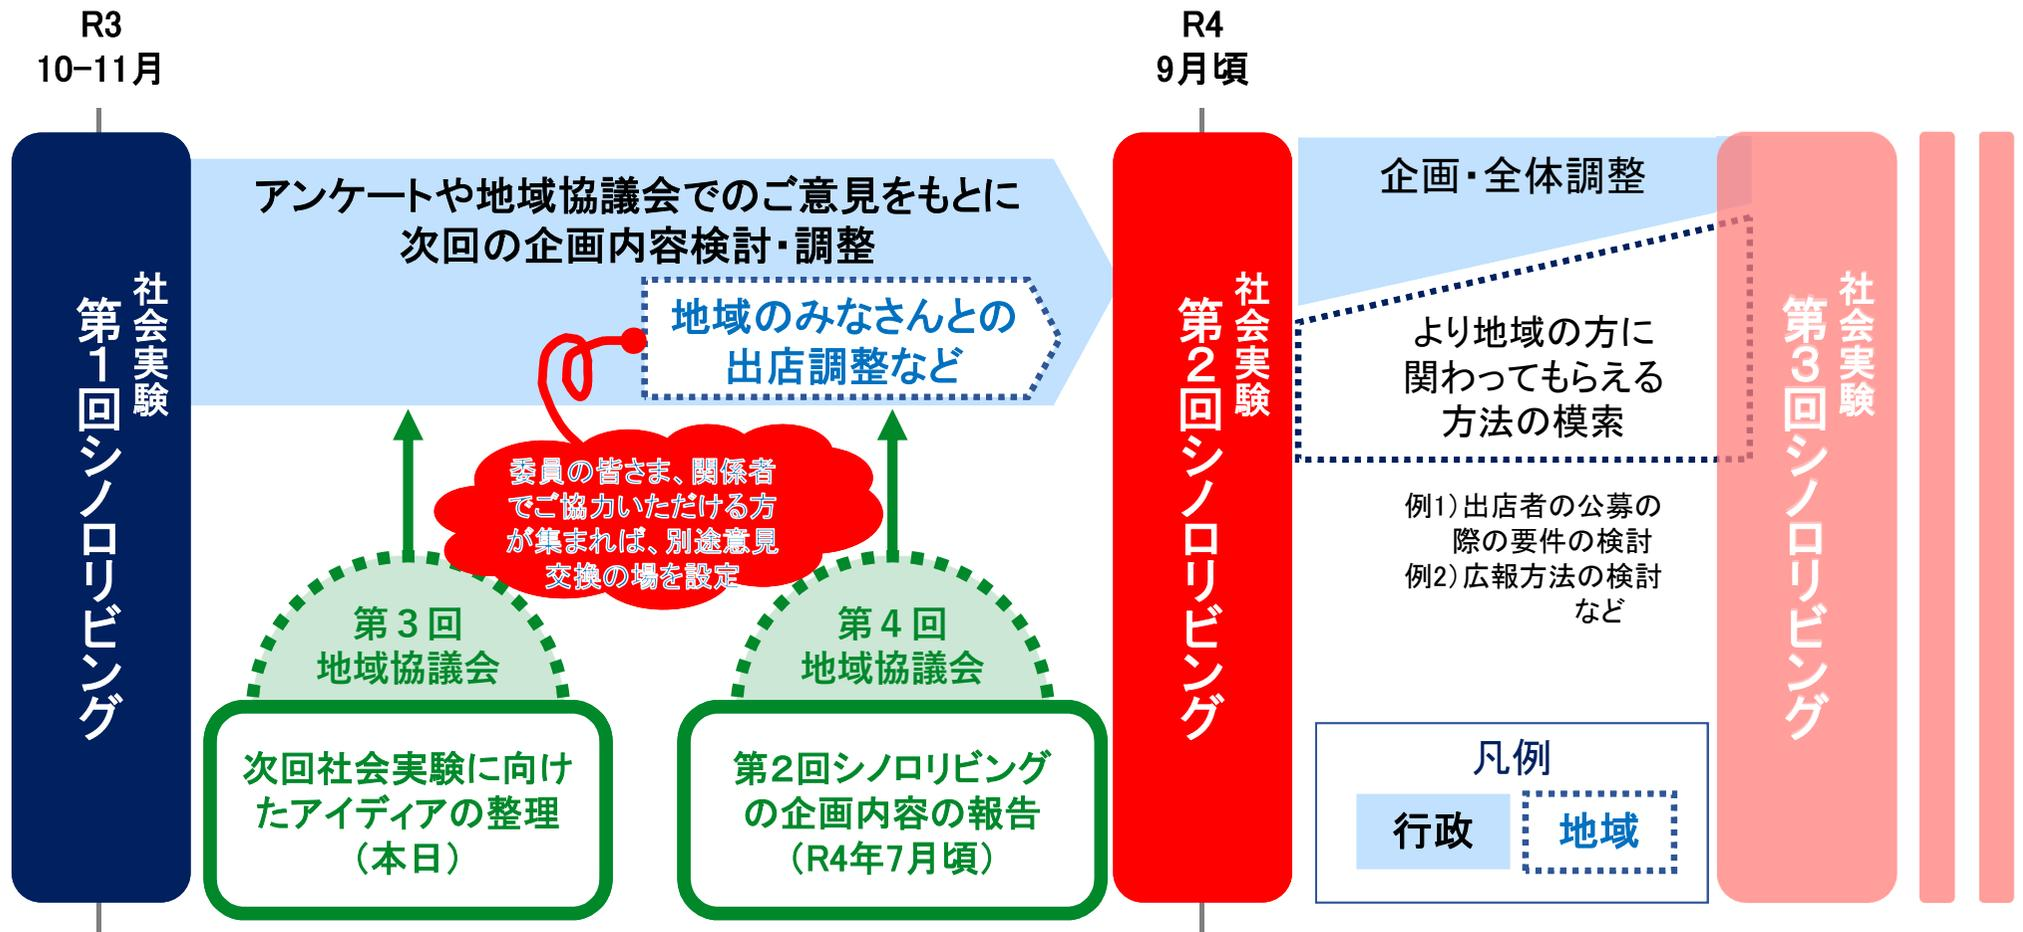 R3
10-11月
R4
9月頃
社会実験
第1回シノロリビング
アンケートや地域協議会でのご意見をもとに
次回の企画内容検討・調整
地域のみなさんとの
出店調整など
委員の皆さま、関係者
でご協力いただける方
が集まれば、別途意見
交換の場を設定
第3回
地域協議会
次回社会実験に向け
たアイディアの整理
（本日）
第4回
地域協議会
第2回シノロリビング
の企画内容の報告
（R4年7月頃）
社会実験
第2回シノロリビング
企画・全体調整
より地域の方に
関わってもらえる
方法の模索
例1）出店者の公募の
際の要件の検討
例2）広報方法の検討
など
凡例
行政
地域
社会実験
第3回シノロリビング